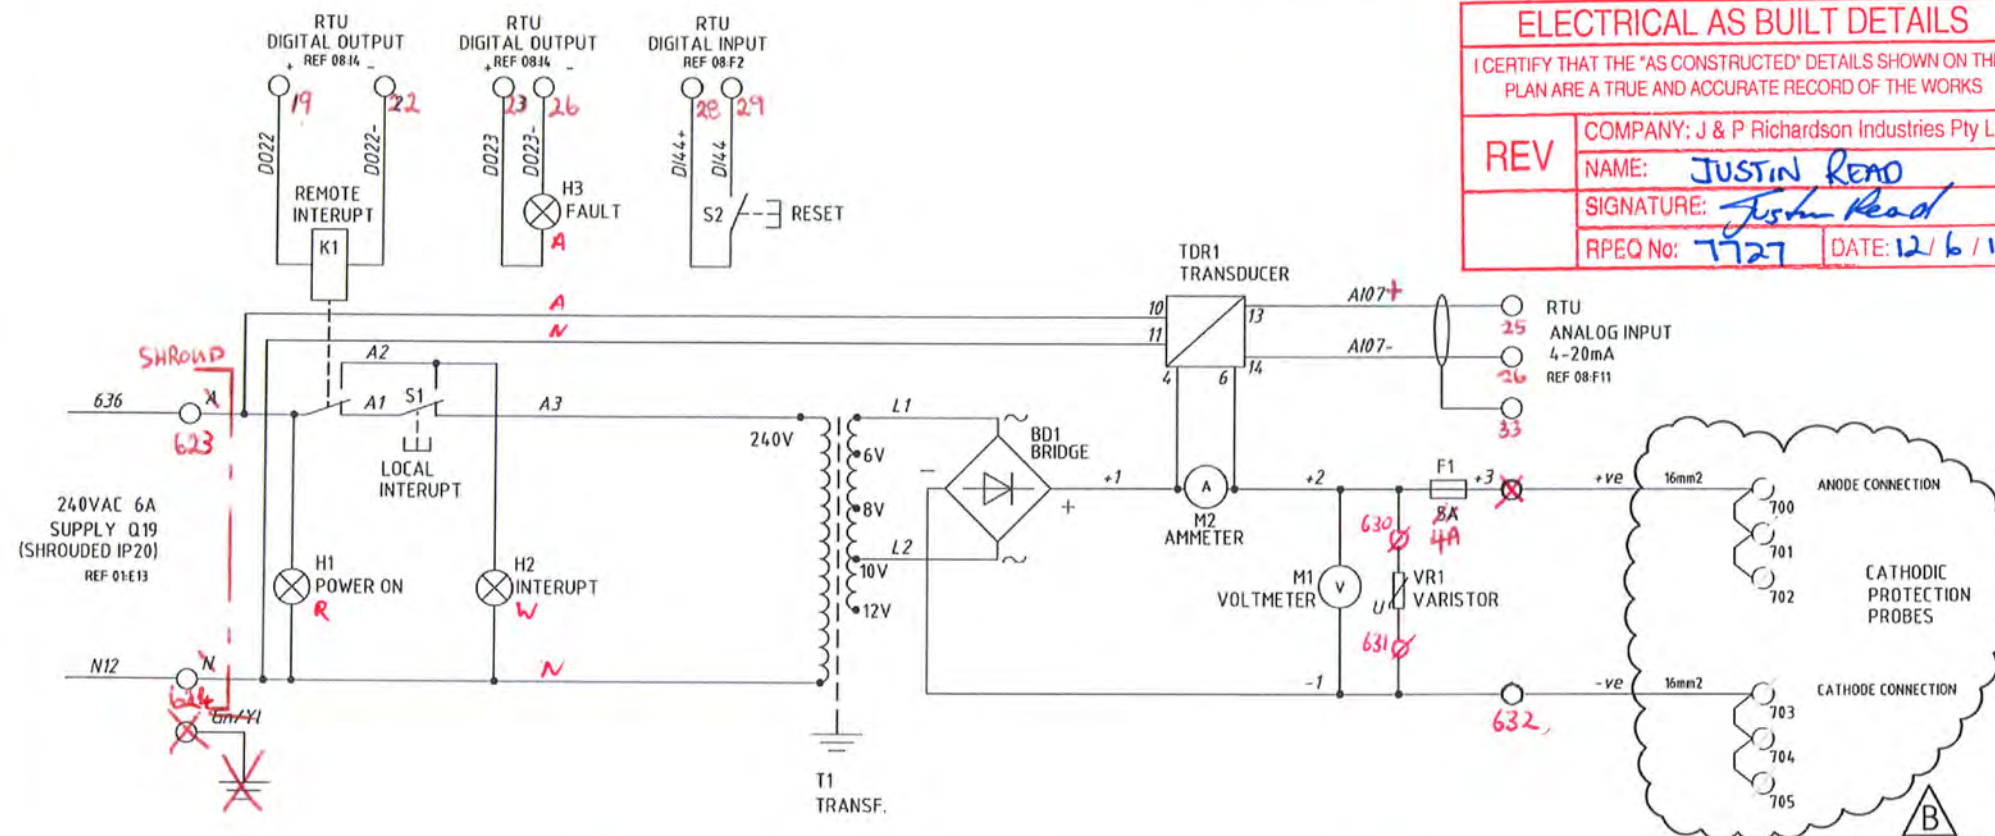 RTU
DIGITAL OUTPUT
REF 08:I4
+ -
19 22
DO22 DO22-
REMOTE
INTERUPT
K1
RTU
DIGITAL OUTPUT
REF 08:I4
+ -
23 26
DO23 DO23-
H3
FAULT
A
RTU
DIGITAL INPUT
REF 08:F2
28 29
DI44+ DI44
S2 RESET
ELECTRICAL AS BUILT DETAILS
I CERTIFY THAT THE "AS CONSTRUCTED" DETAILS SHOWN ON
PLAN ARE A TRUE AND ACCURATE RECORD OF THE WORKS
REV
COMPANY: J & P Richardson Industries Pty L
NAME: JUSTIN READ
SIGNATURE: Justin Read
RPEQ No: 7727 DATE: 12/6/1
TDR1
TRANSDUCER
10 13
11 14
4 6
AI07+
AI07-
RTU
25
ANALOG INPUT
4-20mA
26
REF 08:F11
33
A
N
SHROUD
636
A
623
A2
A1 S1 A3
LOCAL
INTERUPT
240VAC 6A
SUPPLY Q19
(SHROUDED IP20)
REF 01:E13
H1
POWER ON
R
H2
INTERUPT
W
N12
N
624
Gn/Yl
N
240V
6V
8V
10V
12V
T1
TRANSF.
L1
L2
BD1
BRIDGE
- +
+1
A
M2
AMMETER
+2
F1
8A
4A
+3
+ve
16mm2
630
M1
VOLTMETER
V
VR1
VARISTOR
U
631
-1
632
-ve
16mm2
ANODE CONNECTION
700
701
702
CATHODIC
PROTECTION
PROBES
CATHODE CONNECTION
703
704
705
B